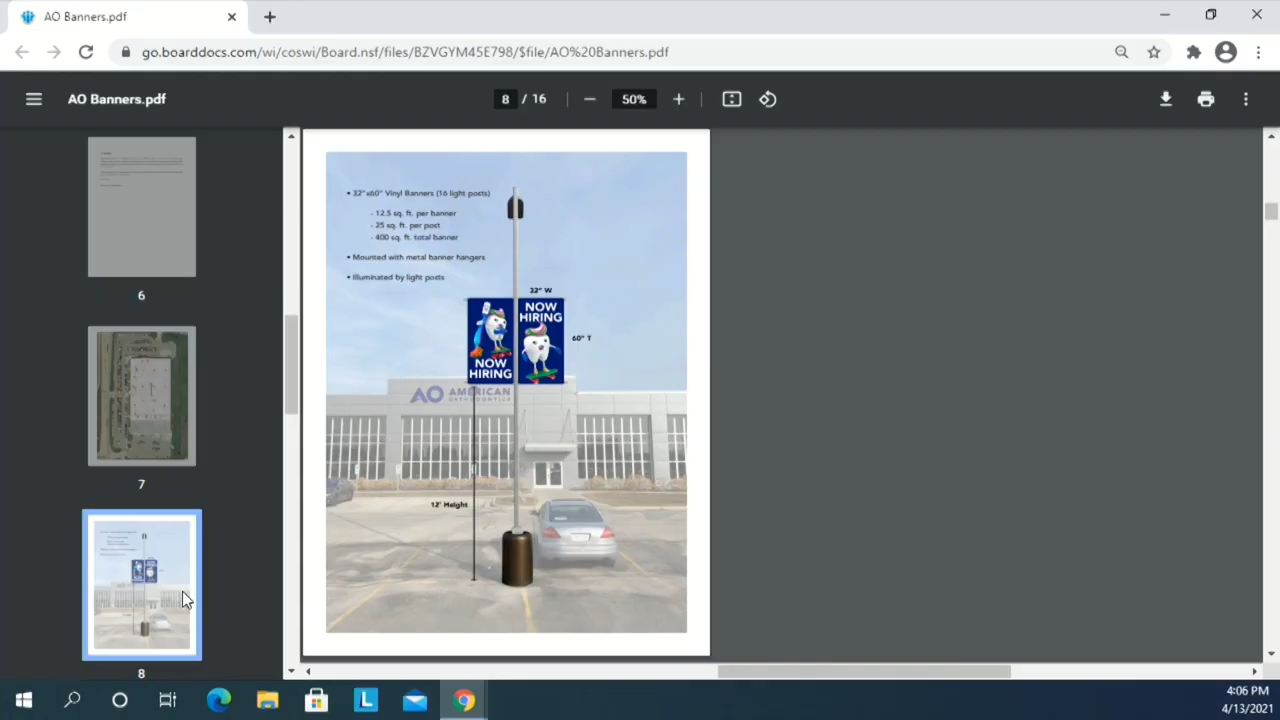 AO Banners.pdf
go.boarddocs.com/wi/coswi/Board.nsf/files/BZVGYM45E798/$file/AO%20Banners.pdf
AO Banners.pdf
8 / 16
50%
6
7
8
• 32"x60" Vinyl Banners (16 light posts)
- 12.5 sq. ft. per banner
- 25 sq. ft. per post
- 400 sq. ft. total banner
• Mounted with metal banner hangers
• Illuminated by light posts
32" W
NOW
HIRING
60" T
NOW
HIRING
AO AMERICAN
ORTHODONTICS
12' Height
4:06 PM
4/13/2021